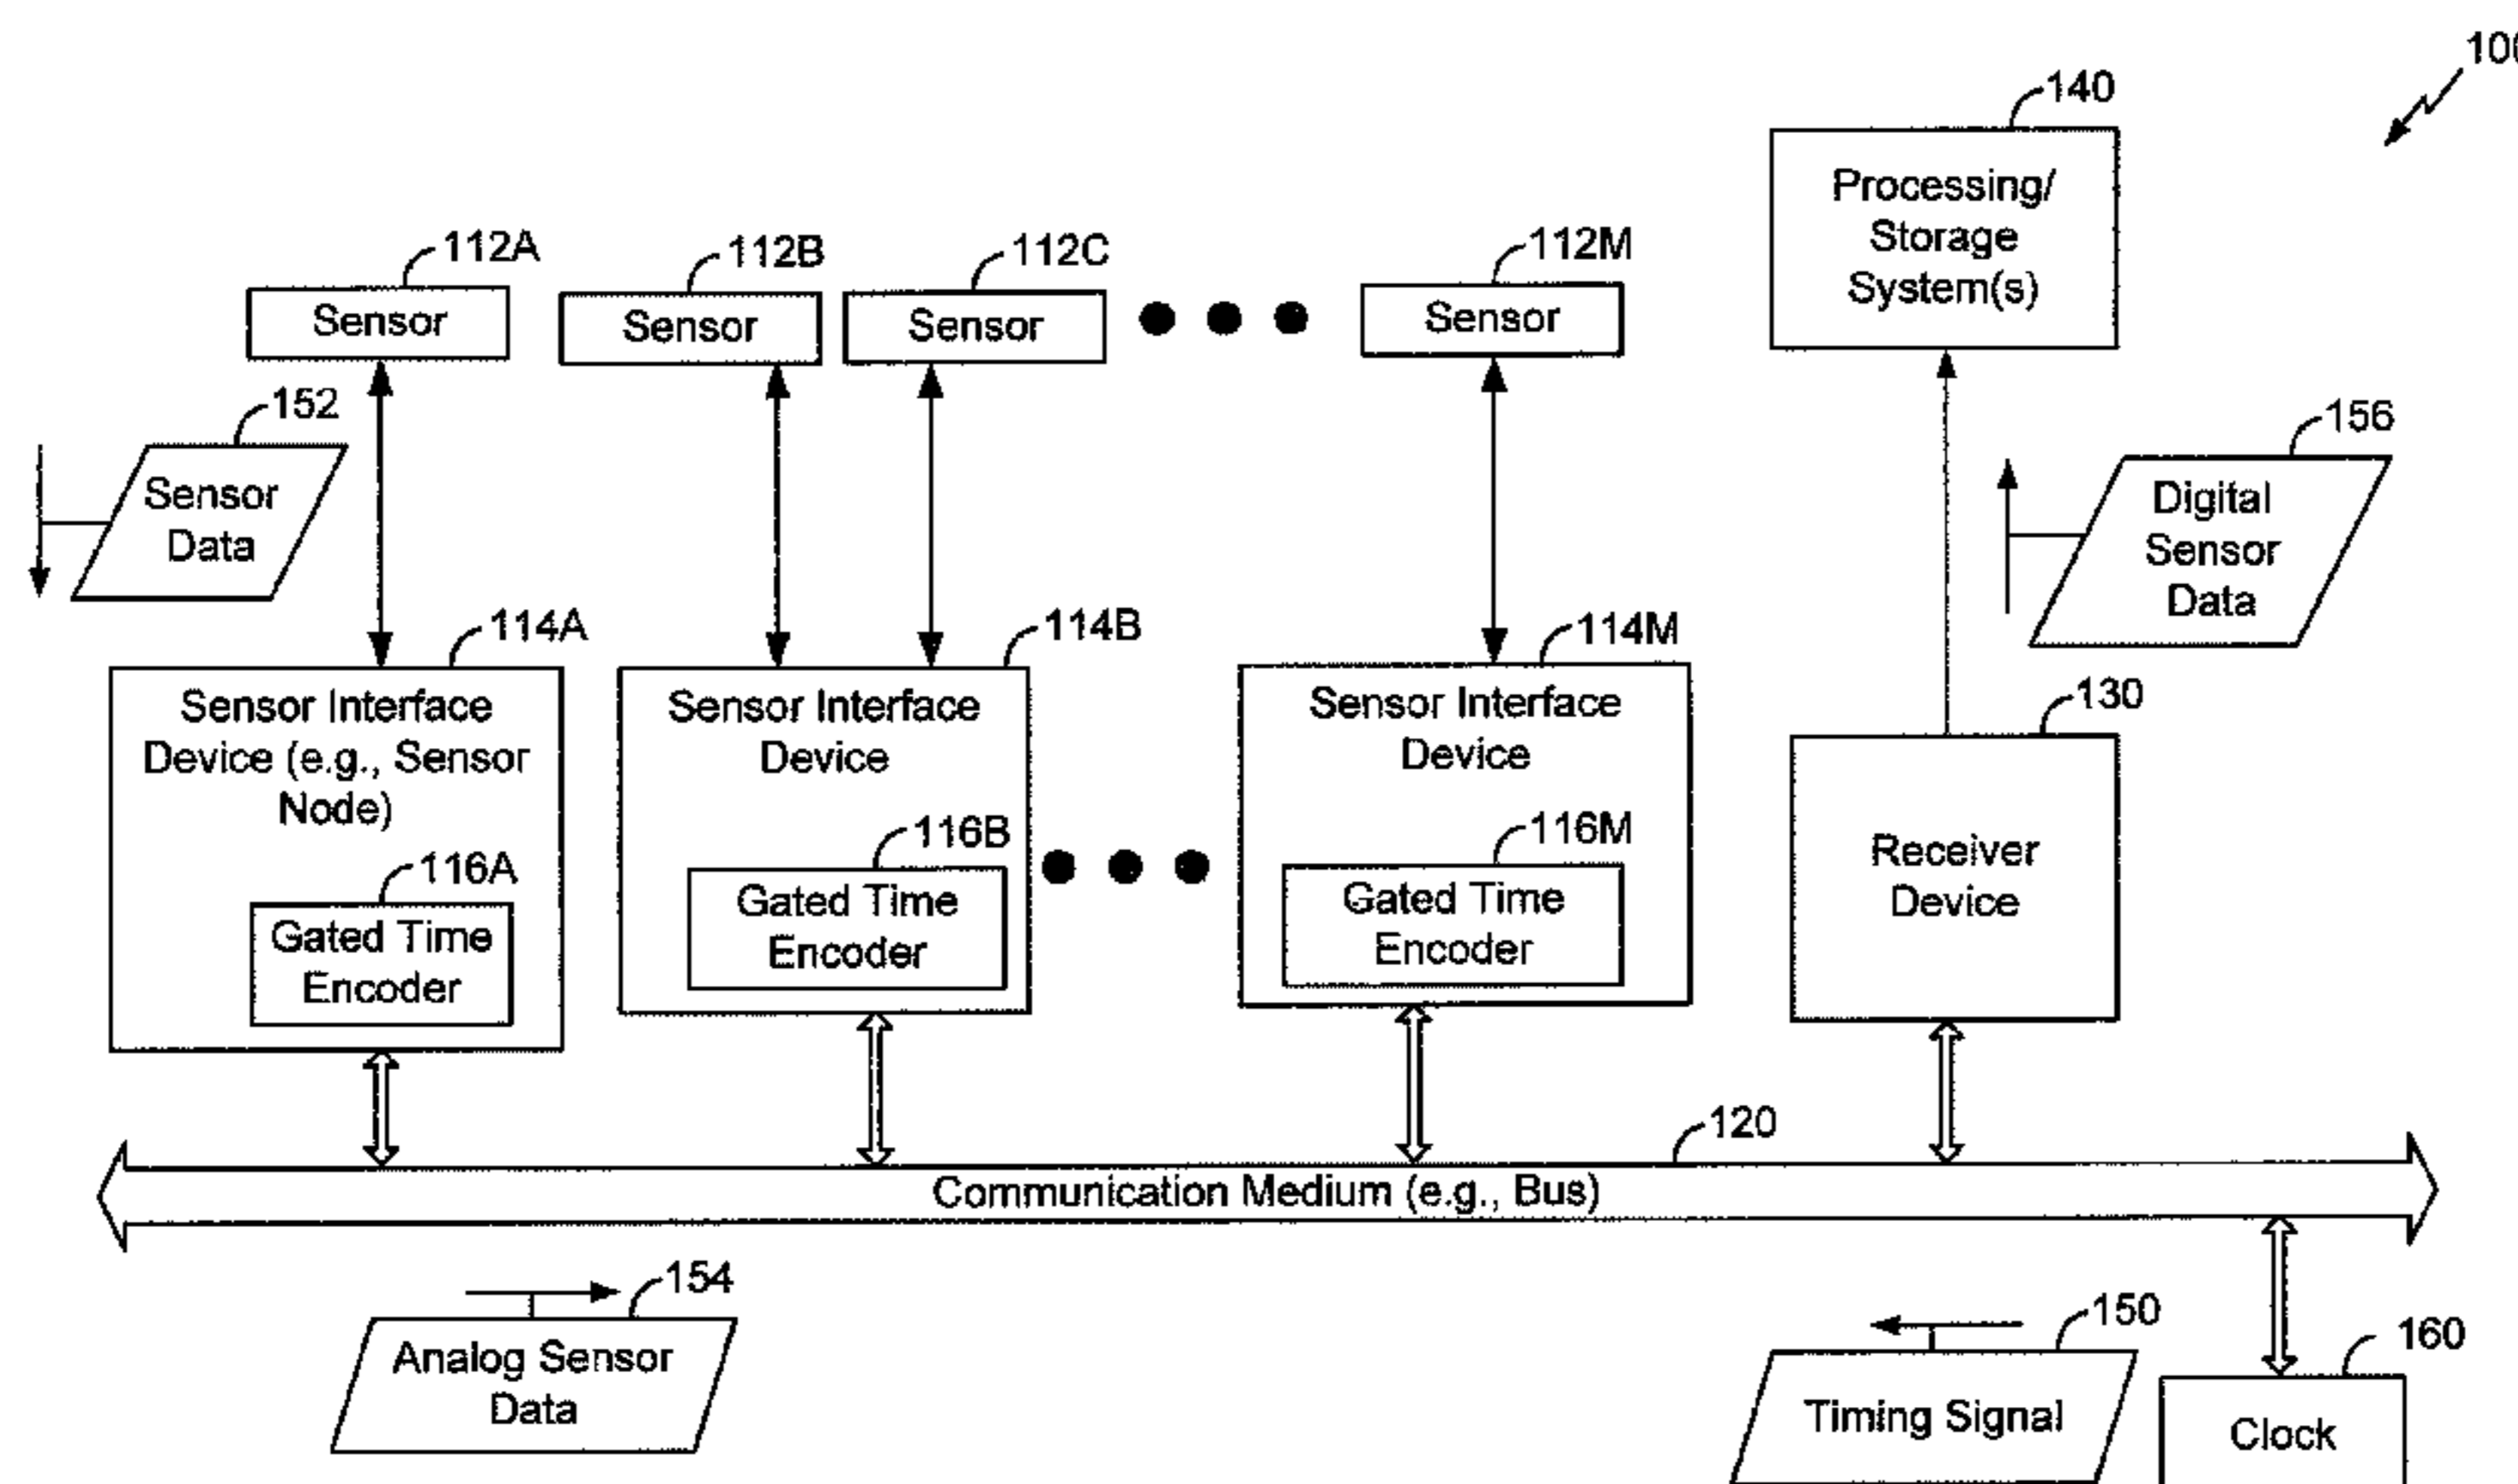 100
140
Processing/
Storage
System(s)
112A
112B
112C
112M
Sensor
Sensor
Sensor
Sensor
152
Sensor
Data
156
Digital
Sensor
Data
114A
Sensor Interface
Device (e.g., Sensor
Node)
116A
Gated Time
Encoder
114B
Sensor Interface
Device
116B
Gated Time
Encoder
114M
Sensor Interface
Device
116M
Gated Time
Encoder
130
Receiver
Device
120
Communication Medium (e.g., Bus)
154
Analog Sensor
Data
150
Timing Signal
160
Clock